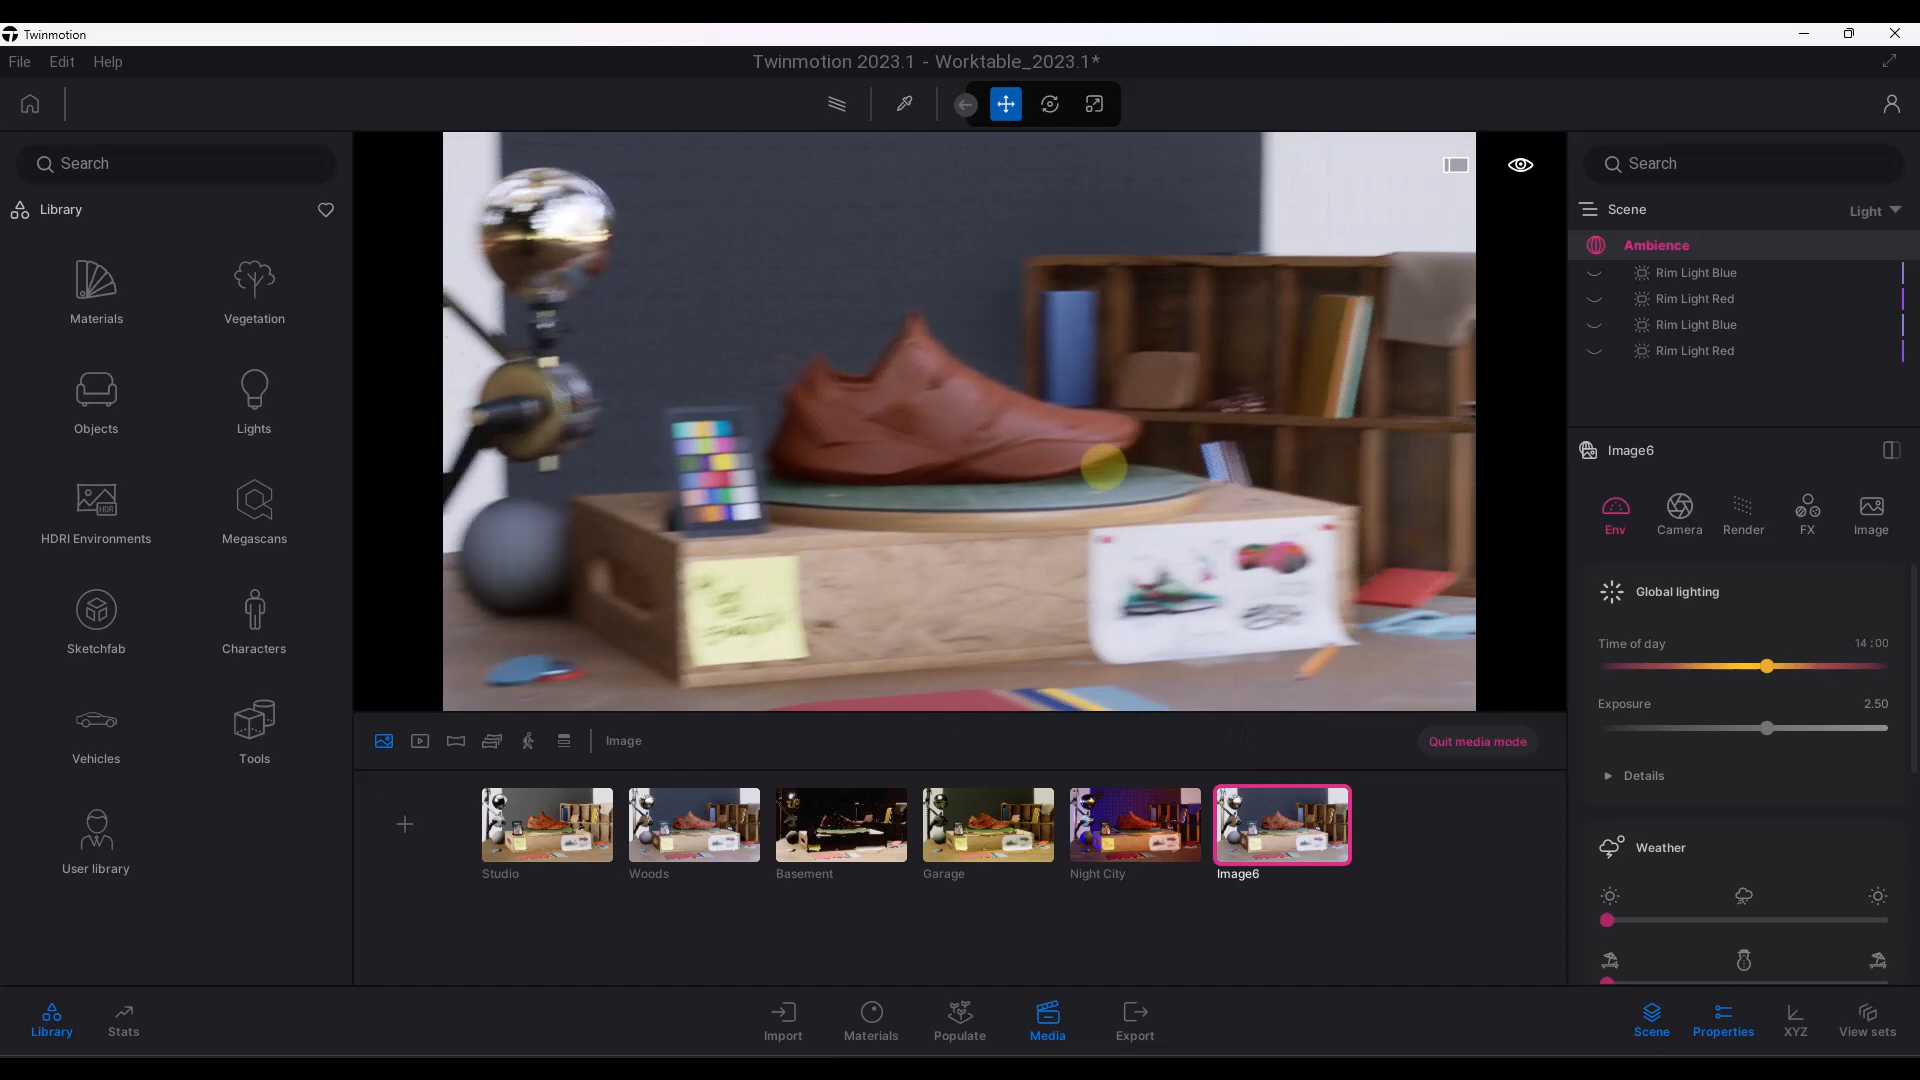 Twinmotion
File Edit Help
Twinmotion 2023.1 - Worktable_2023.1*
Search
Library
Materials Vegetation
Objects Lights
HDR
HDRI Environments Megascans
Sketchfab Characters
Vehicles Tools
User library
Image
Quit media mode
Studio Woods Basement Garage Night City Image6
Search
Scene Light
Ambience
Rim Light Blue
Rim Light Red
Rim Light Blue
Rim Light Red
Image6
Env Camera Render FX Image
Global lighting
Time of day 14:00
Exposure 2.50
Details
Weather
Library Stats Import Materials Populate Media Export Scene Properties XYZ View sets